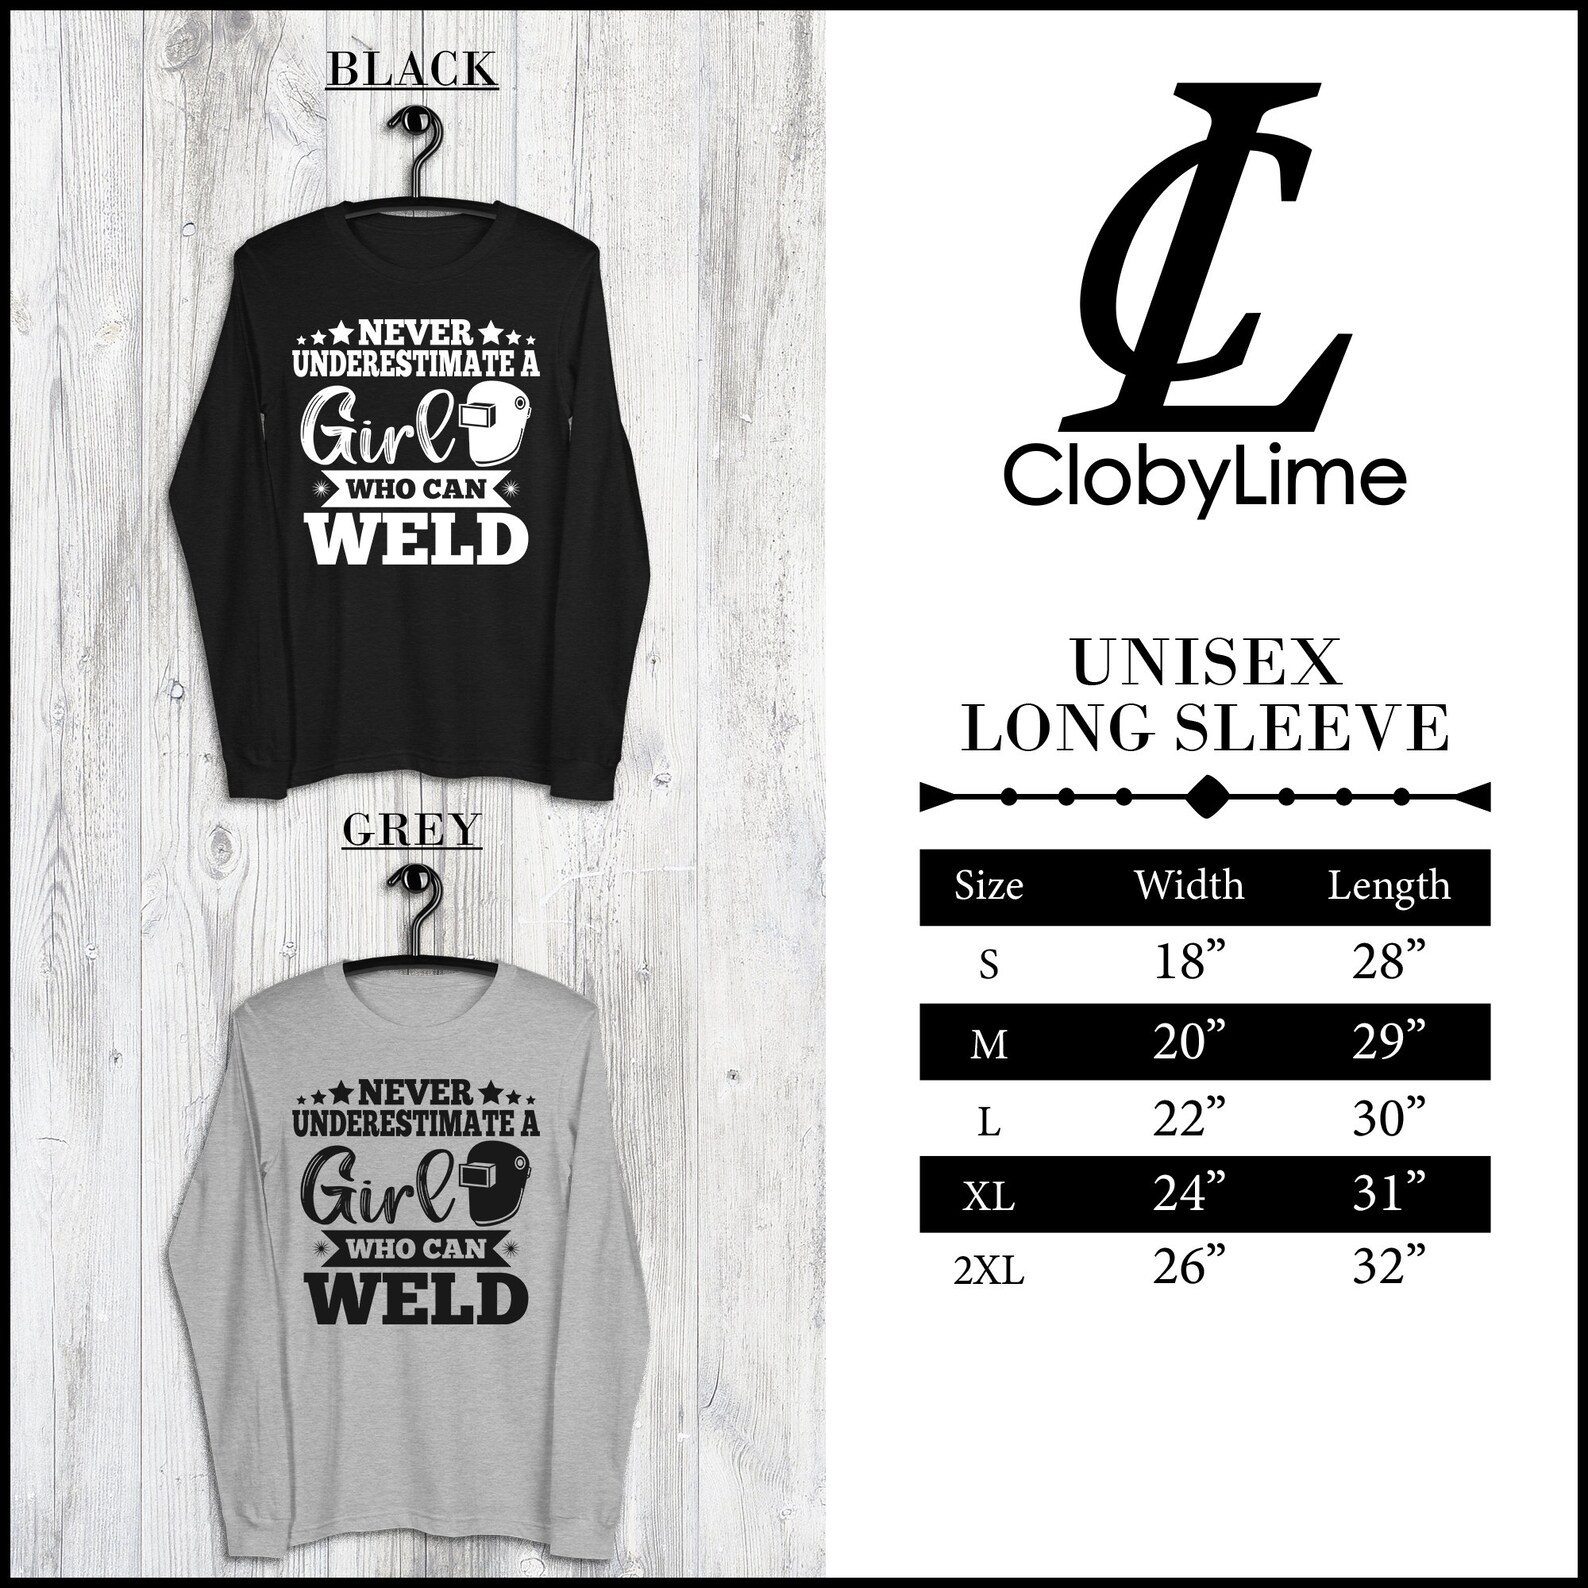 BLACK
NEVER
UNDERESTIMATE A
Girl
WHO CAN
WELD
GREY
NEVER
UNDERESTIMATE A
Girl
WHO CAN
WELD
LC
ClobyLime
UNISEX
LONG SLEEVE
Size Width Length
S 18” 28”
M 20” 29”
L 22” 30”
XL 24” 31”
2XL 26” 32”